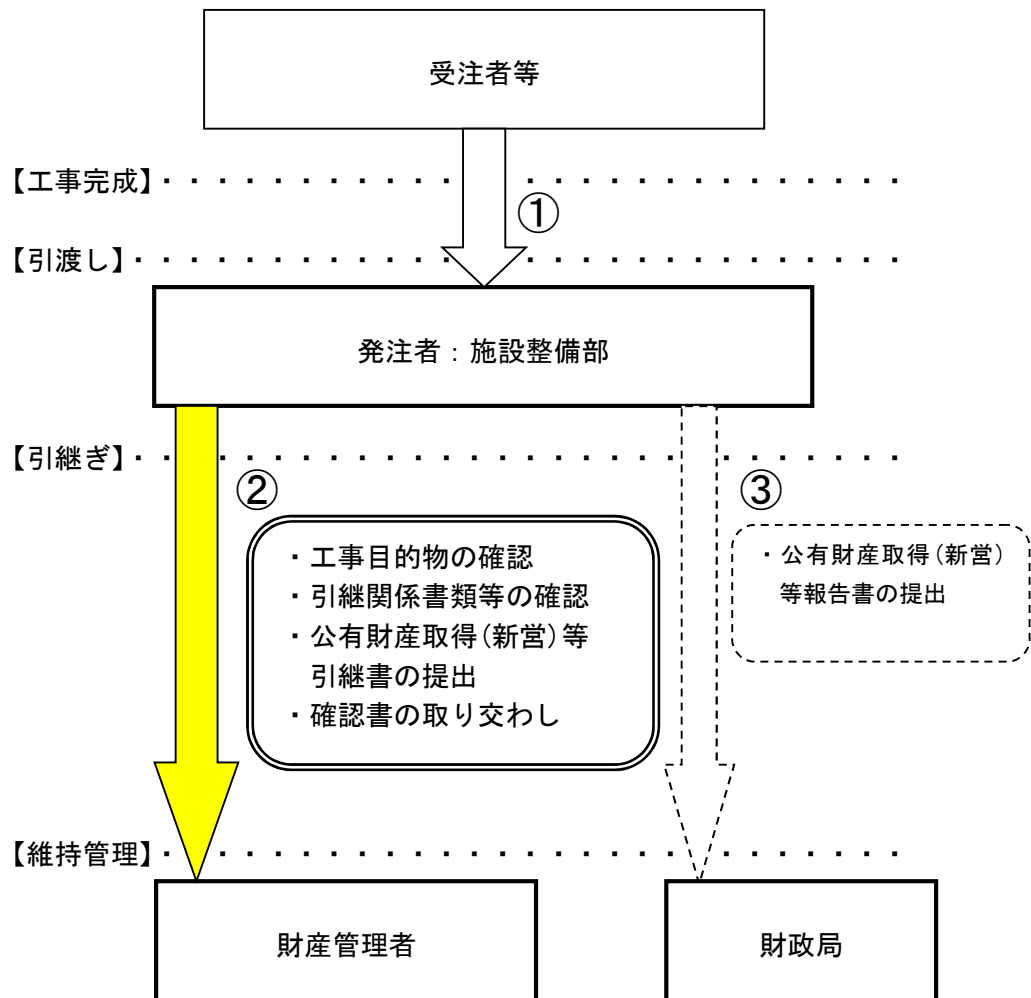 受注者等
【工事完成】・・・・・・・・・・・・・・・・・・・・・・・・・
①
【引渡し】・・・・・・・・・・・・・・・・・・・・・・・・・・
発注者：施設整備部
【引継ぎ】・・・・・・・・・・・・・・・・・・・・・・・・・・
②
③
・工事目的物の確認
・引継関係書類等の確認
・公有財産取得(新営)等
引継書の提出
・確認書の取り交わし
・公有財産取得(新営)
等報告書の提出
【維持管理】・・・・・・・・・・・・・・・・・・・・・・・・・
財産管理者
財政局